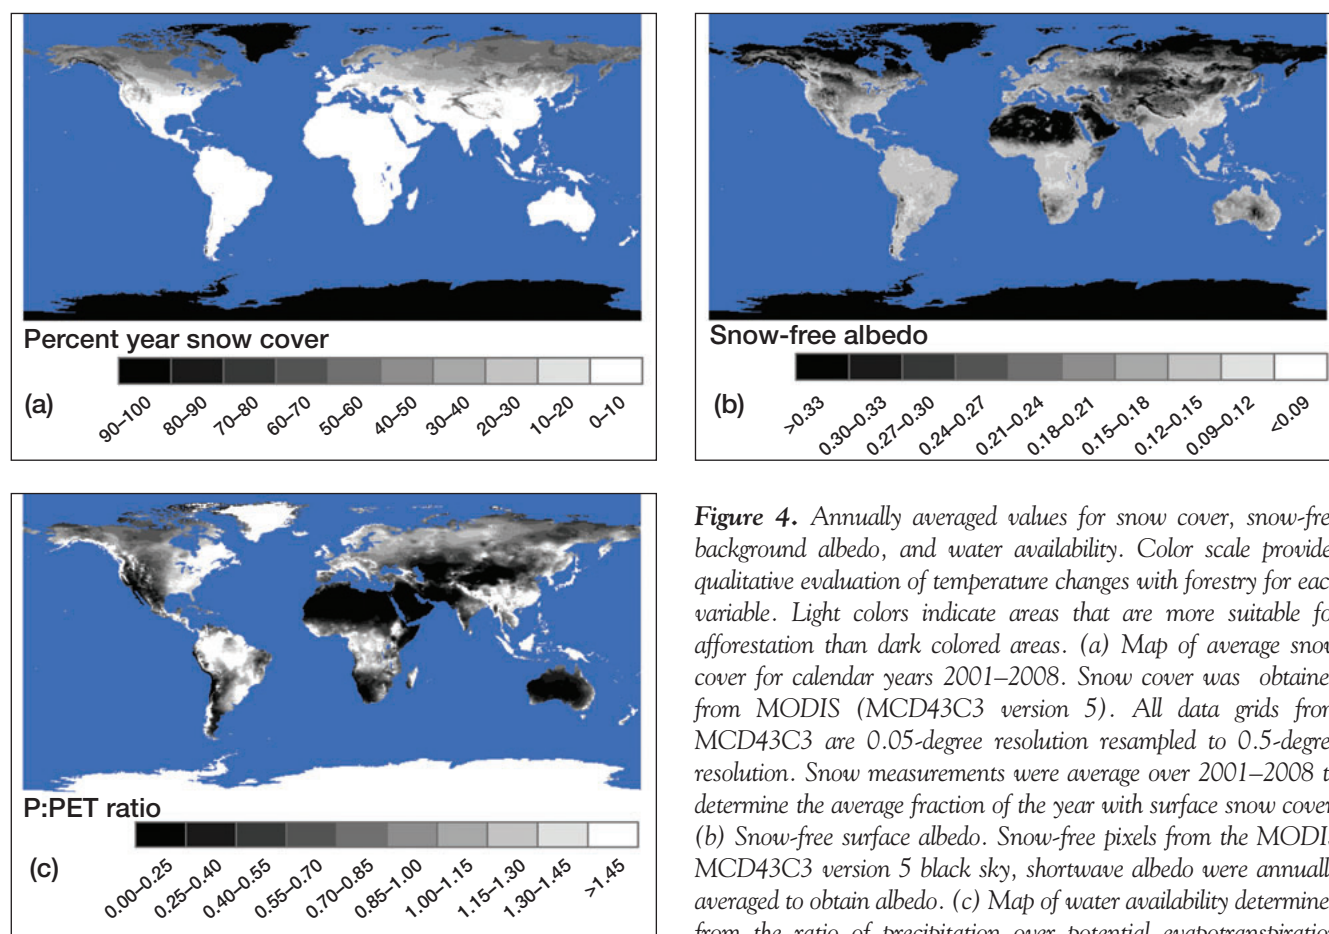 Percent year snow cover
(a)
90–100
80–90
70–80
60–70
50–60
40–50
30–40
20–30
10–20
0–10
Snow-free albedo
(b)
>0.33
0.30–0.33
0.27–0.30
0.24–0.27
0.21–0.24
0.18–0.21
0.15–0.18
0.12–0.15
0.09–0.12
<0.09
P:PET ratio
(c)
0.00–0.25
0.25–0.40
0.40–0.55
0.55–0.70
0.70–0.85
0.85–1.00
1.00–1.15
1.15–1.30
1.30–1.45
>1.45
Figure 4. Annually averaged values for snow cover, snow-fre
background albedo, and water availability. Color scale provide
qualitative evaluation of temperature changes with forestry for eac
variable. Light colors indicate areas that are more suitable fo
afforestation than dark colored areas. (a) Map of average snow
cover for calendar years 2001–2008. Snow cover was obtaine
from MODIS (MCD43C3 version 5). All data grids from
MCD43C3 are 0.05-degree resolution resampled to 0.5-degre
resolution. Snow measurements were average over 2001–2008 t
determine the average fraction of the year with surface snow cover
(b) Snow-free surface albedo. Snow-free pixels from the MODI
MCD43C3 version 5 black sky, shortwave albedo were annuall
averaged to obtain albedo. (c) Map of water availability determine
from the ratio of precipitation over potential evapotranspiration